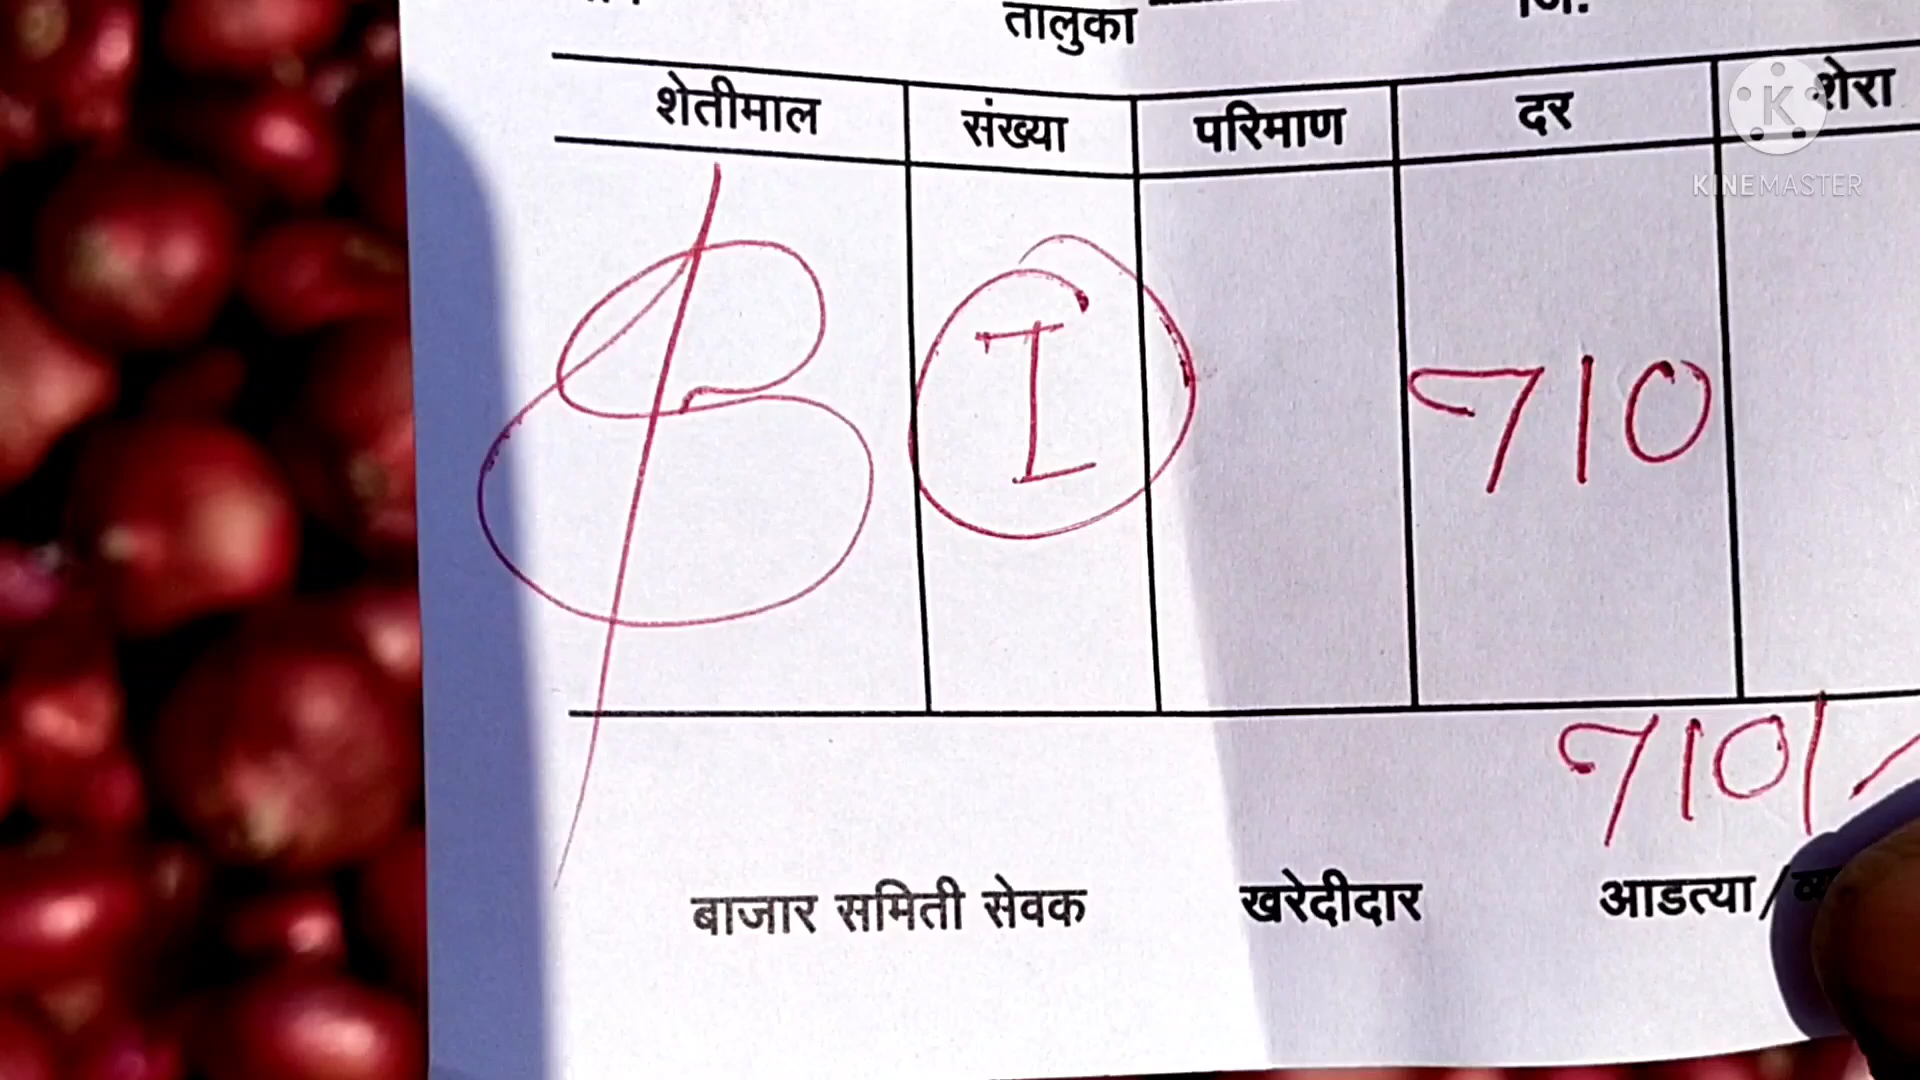 तालुका
शेतीमाल संख्या परिमाण दर शेरा
KINEMASTER
I 710
710/-
बाजार समिती सेवक खरेदीदार आडत्या /